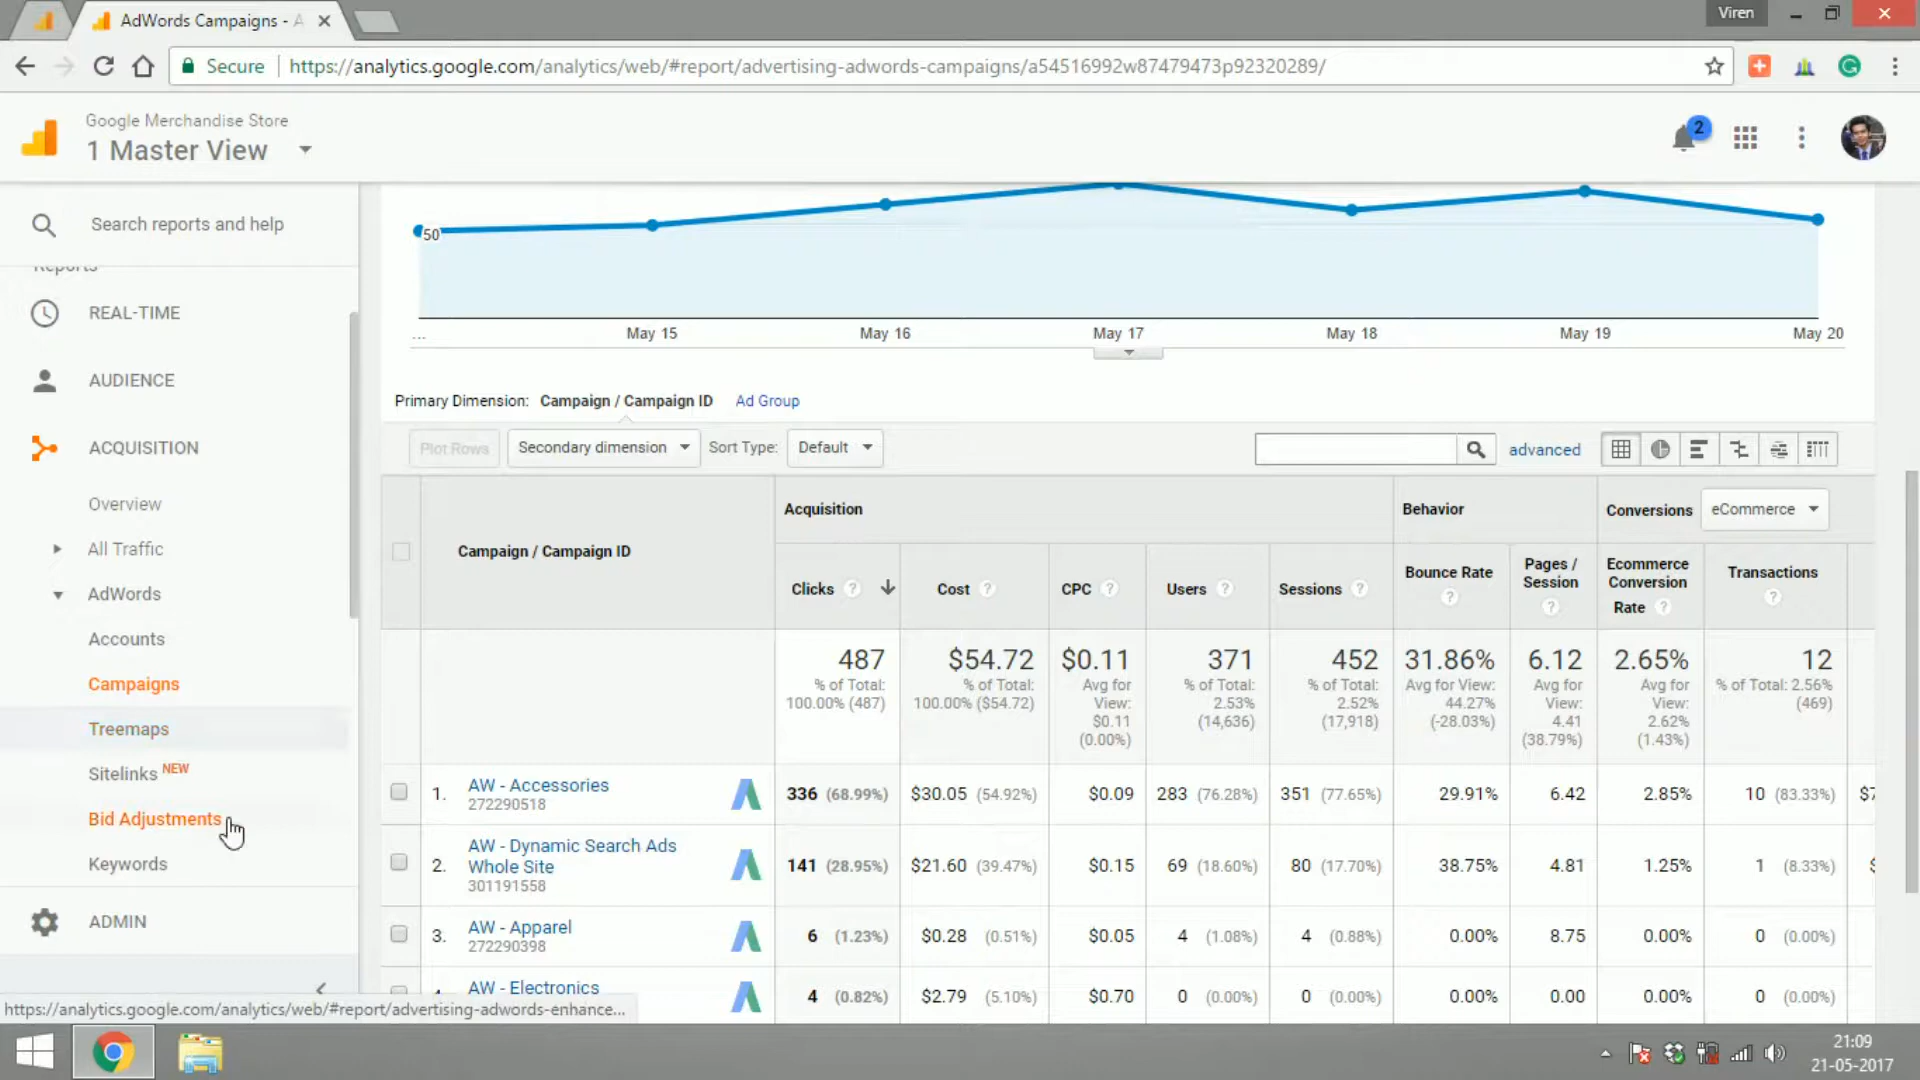 AdWords Campaigns - A
Viren
Secure
https://analytics.google.com/analytics/web/#report/advertising-adwords-campaigns/a54516992w87479473p92320289/
Google Merchandise Store
1 Master View
2
Search reports and help
Reports
REAL-TIME
AUDIENCE
ACQUISITION
Overview
All Traffic
AdWords
Accounts
Campaigns
Treemaps
Sitelinks NEW
Bid Adjustments
Keywords
ADMIN
50
... May 15 May 16 May 17 May 18 May 19 May 20
Primary Dimension: Campaign / Campaign ID Ad Group
Plot Rows Secondary dimension Sort Type: Default advanced
Campaign / Campaign ID
Acquisition Behavior Conversions eCommerce
Clicks ? Cost ? CPC ? Users ? Sessions ? Bounce Rate ? Pages / Session ? Ecommerce Conversion Rate ? Transactions ?
487 $54.72 $0.11 371 452 31.86% 6.12 2.65% 12
% of Total: 100.00% (487)
% of Total: 100.00% ($54.72)
Avg for View: $0.11 (0.00%)
% of Total: 2.53% (14,636)
% of Total: 2.52% (17,918)
Avg for View: 44.27% (-28.03%)
Avg for View: 4.41 (38.79%)
Avg for View: 2.62% (1.43%)
% of Total: 2.56% (469)
1. AW - Accessories
272290518
336 (68.99%) $30.05 (54.92%) $0.09 283 (76.28%) 351 (77.65%) 29.91% 6.42 2.85% 10 (83.33%) $7
2. AW - Dynamic Search Ads
Whole Site
301191558
141 (28.95%) $21.60 (39.47%) $0.15 69 (18.60%) 80 (17.70%) 38.75% 4.81 1.25% 1 (8.33%) $
3. AW - Apparel
272290398
6 (1.23%) $0.28 (0.51%) $0.05 4 (1.08%) 4 (0.88%) 0.00% 8.75 0.00% 0 (0.00%)
AW - Electronics
4 (0.82%) $2.79 (5.10%) $0.70 0 (0.00%) 0 (0.00%) 0.00% 0.00 0.00% 0 (0.00%)
https://analytics.google.com/analytics/web/#report/advertising-adwords-enhance...
21:09
21-05-2017